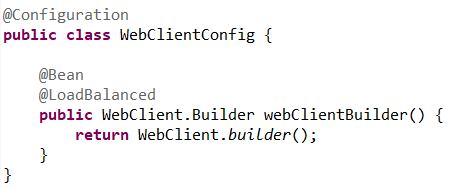 @Configuration
public class WebClientConfig {
@Bean
@LoadBalanced
public WebClient.Builder webClientBuilder() {
return WebClient.builder();
}
}